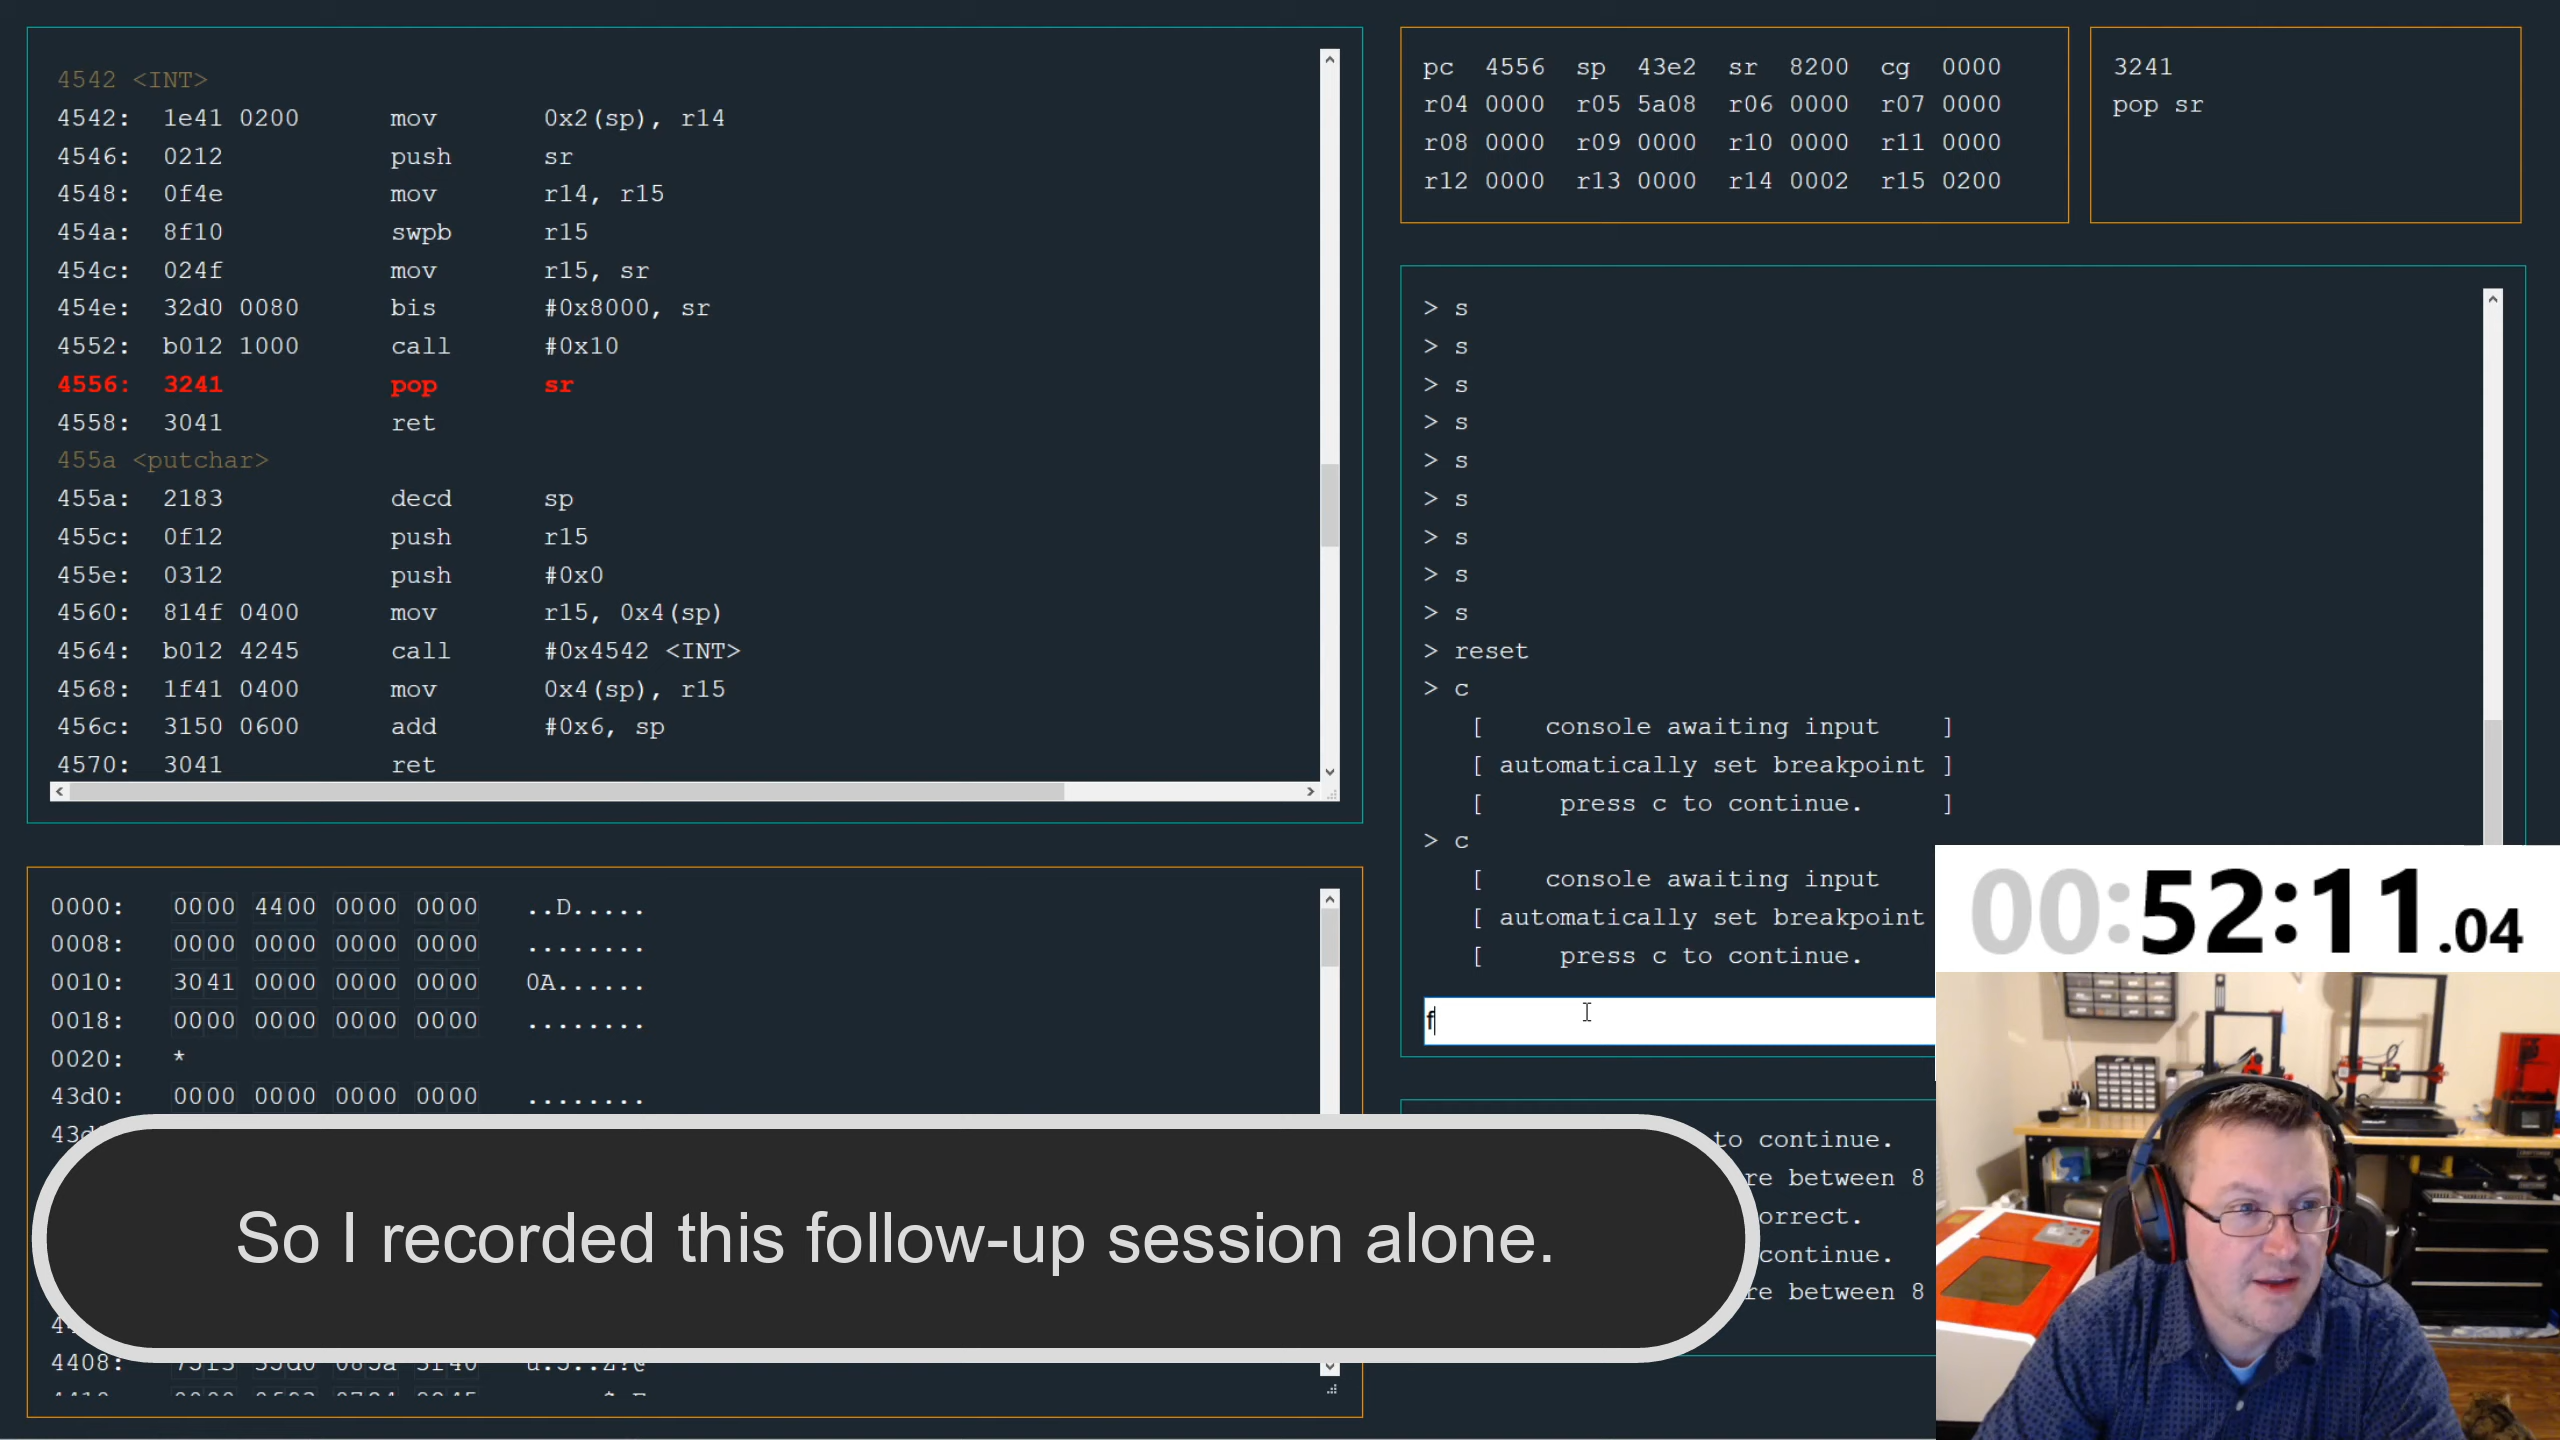 4542 <INT>
4542: 1e41 0200 mov 0x2(sp), r14
4546: 0212 push sr
4548: 0f4e mov r14, r15
454a: 8f10 swpb r15
454c: 024f mov r15, sr
454e: 32d0 0080 bis #0x8000, sr
4552: b012 1000 call #0x10
4556: 3241 pop sr
4558: 3041 ret
455a <putchar>
455a: 2183 decd sp
455c: 0f12 push r15
455e: 0312 push #0x0
4560: 814f 0400 mov r15, 0x4(sp)
4564: b012 4245 call #0x4542 <INT>
4568: 1f41 0400 mov 0x4(sp), r15
456c: 3150 0600 add #0x6, sp
4570: 3041 ret
pc 4556 sp 43e2 sr 8200 cg 0000
r04 0000 r05 5a08 r06 0000 r07 0000
r08 0000 r09 0000 r10 0000 r11 0000
r12 0000 r13 0000 r14 0002 r15 0200
3241
pop sr
> s
> s
> s
> s
> s
> s
> s
> s
> s
> reset
> c
[ console awaiting input ]
[ automatically set breakpoint ]
[ press c to continue. ]
> c
[ console awaiting input
[ automatically set breakpoint
[ press c to continue.
f
00:52:11.04
0000: 0000 4400 0000 0000 ..D.....
0008: 0000 0000 0000 0000 ........
0010: 3041 0000 0000 0000 0A......
0018: 0000 0000 0000 0000 ........
0020: *
43d0: 0000 0000 0000 0000 ........
4408:
to continue.
re between 8
orrect.
continue.
re between 8
So I recorded this follow-up session alone.